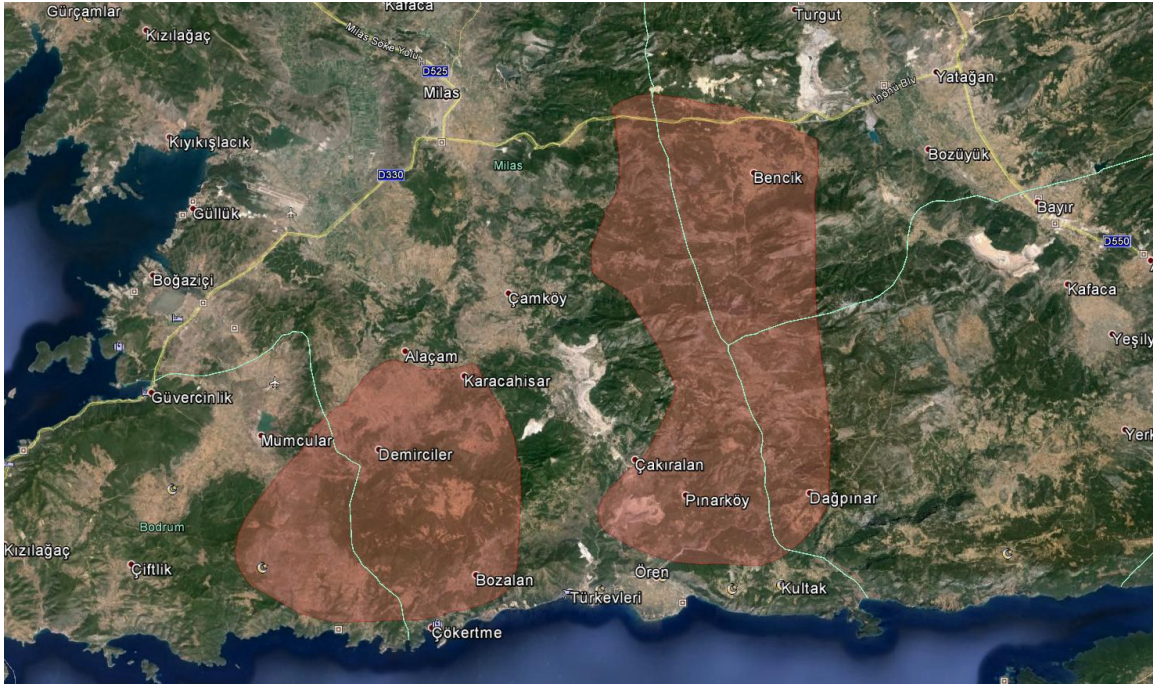 Gürçamlar
Kafaca
Turgut
Kızılağaç
Milas Söke Yolu
D525
Milas
İnönü Blv
Yatağan
Kıyıkışlacık
Bozüyük
Milas
D330
Bencik
Güllük
Bayır
D550
Boğaziçi
Çamköy
Kafaca
Yeşily
Alaçam
Karacahisar
Güvercinlik
Mumcular
Demirciler
Yerk
Çakıralan
Pınarköy
Dağpınar
Bodrum
Kızılağaç
Çiftlik
Bozalan
Ören
Türkevleri
Kultak
Çökertme